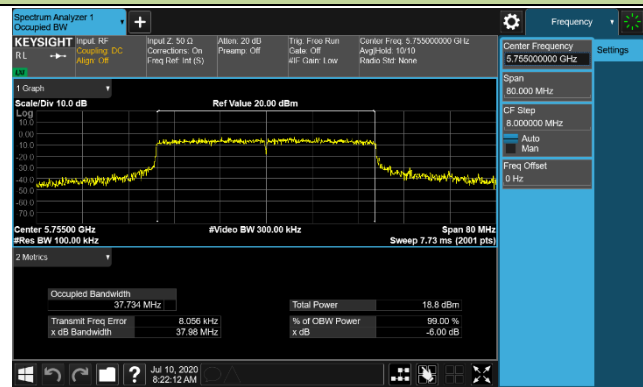 Spectrum Analyzer 1
Occupied BW
Frequency
KEYSIGHT
RL
Input: RF
Coupling: DC
Align: Off
Input Z: 50 Ω
Corrections: On
Freq Ref: Int (S)
Atten: 20 dB
Preamp: Off
Trig: Free Run
Gate: Off
#IF Gain: Low
Center Freq: 5.755000000 GHz
Avg|Hold: 10/10
Radio Std: None
Center Frequency
5.755000000 GHz
Settings
Span
80.000 MHz
CF Step
8.000000 MHz
Auto
Man
Freq Offset
0 Hz
1 Graph
Scale/Div 10.0 dB
Ref Value 20.00 dBm
Log
10.0
0.00
-10.0
-20.0
-30.0
-40.0
-50.0
-60.0
-70.0
Center 5.75500 GHz
#Res BW 100.00 kHz
#Video BW 300.00 kHz
Span 80 MHz
Sweep 7.73 ms (2001 pts)
2 Metrics
Occupied Bandwidth
37.734 MHz
Total Power
18.8 dBm
Transmit Freq Error
8.056 kHz
% of OBW Power
99.00 %
x dB Bandwidth
37.98 MHz
x dB
-6.00 dB
?
Jul 10, 2020
8:22:12 AM